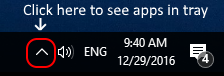 Click here to see apps in tray
ENG
9:40 AM
12/29/2016
4